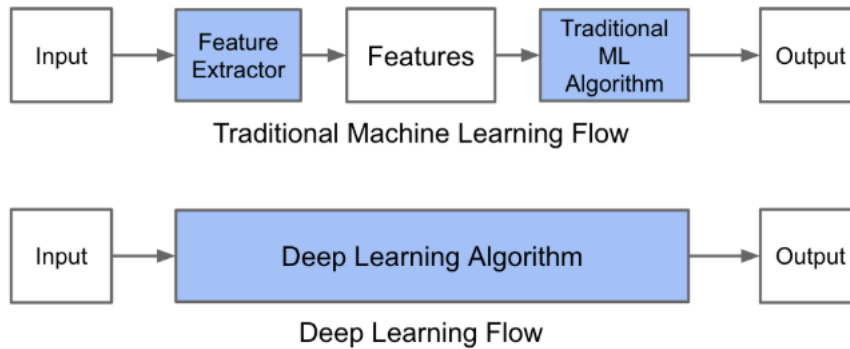 Input
Feature
Extractor
Features
Traditional
ML
Algorithm
Output
Traditional Machine Learning Flow
Input
Deep Learning Algorithm
Output
Deep Learning Flow